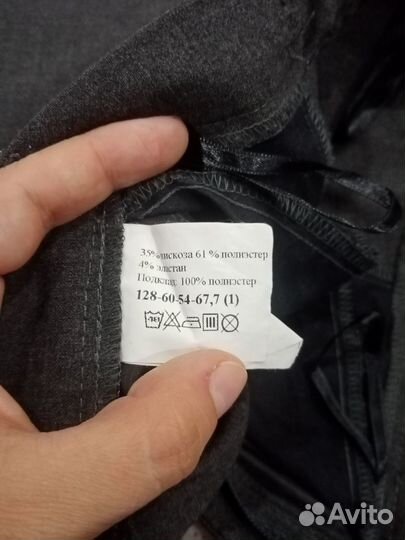 35% вискоза 61 % полиэстер
4% эластан
Подклад: 100% полиэстер
128-60-54-67,7 (1)
Avito